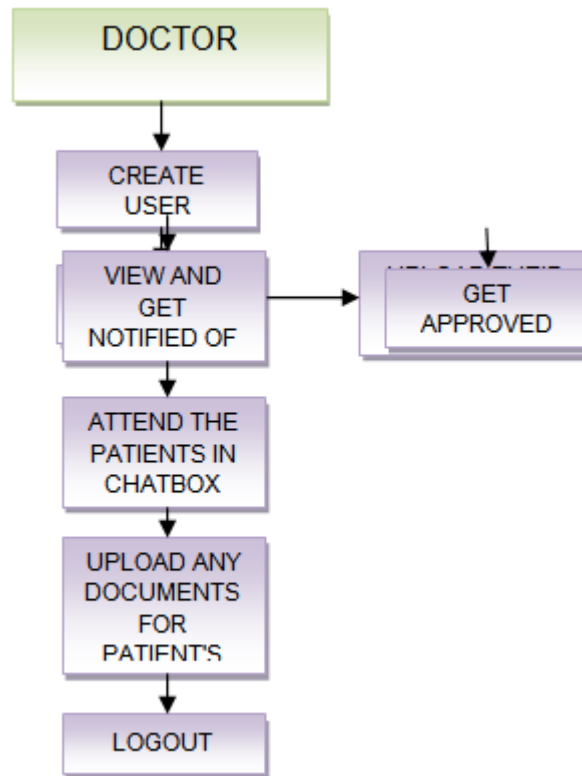 DOCTOR
CREATE
USER
VIEW AND
GET
NOTIFIED OF
GET
APPROVED
ATTEND THE
PATIENTS IN
CHATBOX
UPLOAD ANY
DOCUMENTS
FOR
PATIENT'S
LOGOUT